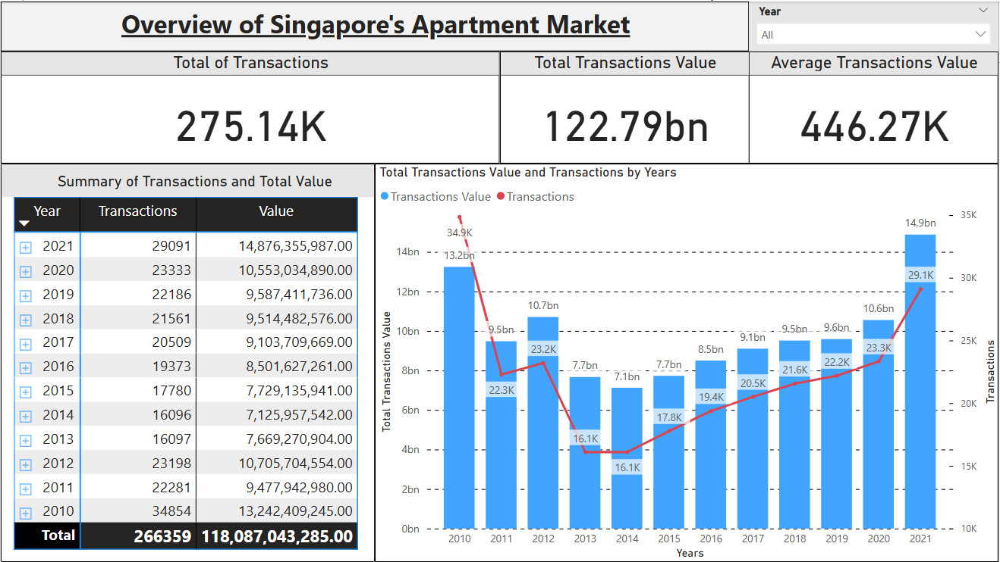 Overview of Singapore's Apartment Market
Year
All
Total of Transactions
275.14K
Total Transactions Value
122.79bn
Average Transactions Value
446.27K
Summary of Transactions and Total Value
Year Transactions Value
2021 29091 14,876,355,987.00
2020 23333 10,553,034,890.00
2019 22186 9,587,411,736.00
2018 21561 9,514,482,576.00
2017 20509 9,103,709,669.00
2016 19373 8,501,627,261.00
2015 17780 7,729,135,941.00
2014 16096 7,125,957,542.00
2013 16097 7,669,270,904.00
2012 23198 10,705,704,554.00
2011 22281 9,477,942,980.00
2010 34854 13,242,409,245.00
Total 266359 118,087,043,285.00
Total Transactions Value and Transactions by Years
Transactions Value Transactions
Total Transactions Value
14bn
12bn
10bn
8bn
6bn
4bn
2bn
0bn
13.2bn
9.5bn
10.7bn
7.7bn
7.1bn
7.7bn
8.5bn
9.1bn
9.5bn
9.6bn
10.6bn
14.9bn
34.9K
22.3K
23.2K
16.1K
16.1K
17.8K
19.4K
20.5K
21.6K
22.2K
23.3K
29.1K
35K
30K
25K
20K
15K
10K
Transactions
2010 2011 2012 2013 2014 2015 2016 2017 2018 2019 2020 2021
Years